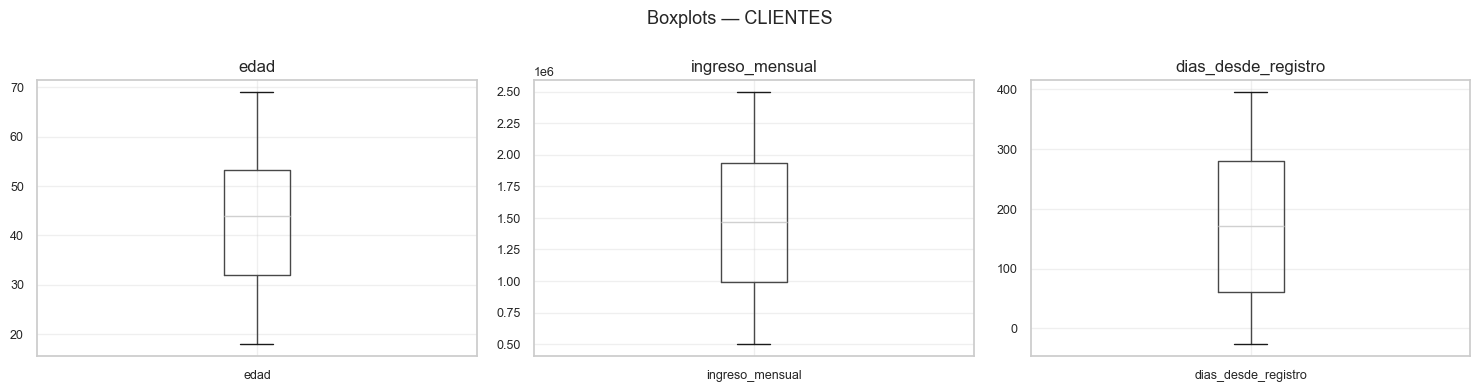 Boxplots — CLIENTES
edad
70
60
50
40
30
20
edad
ingreso_mensual
1e6
2.50
2.25
2.00
1.75
1.50
1.25
1.00
0.75
0.50
ingreso_mensual
dias_desde_registro
400
300
200
100
0
dias_desde_registro